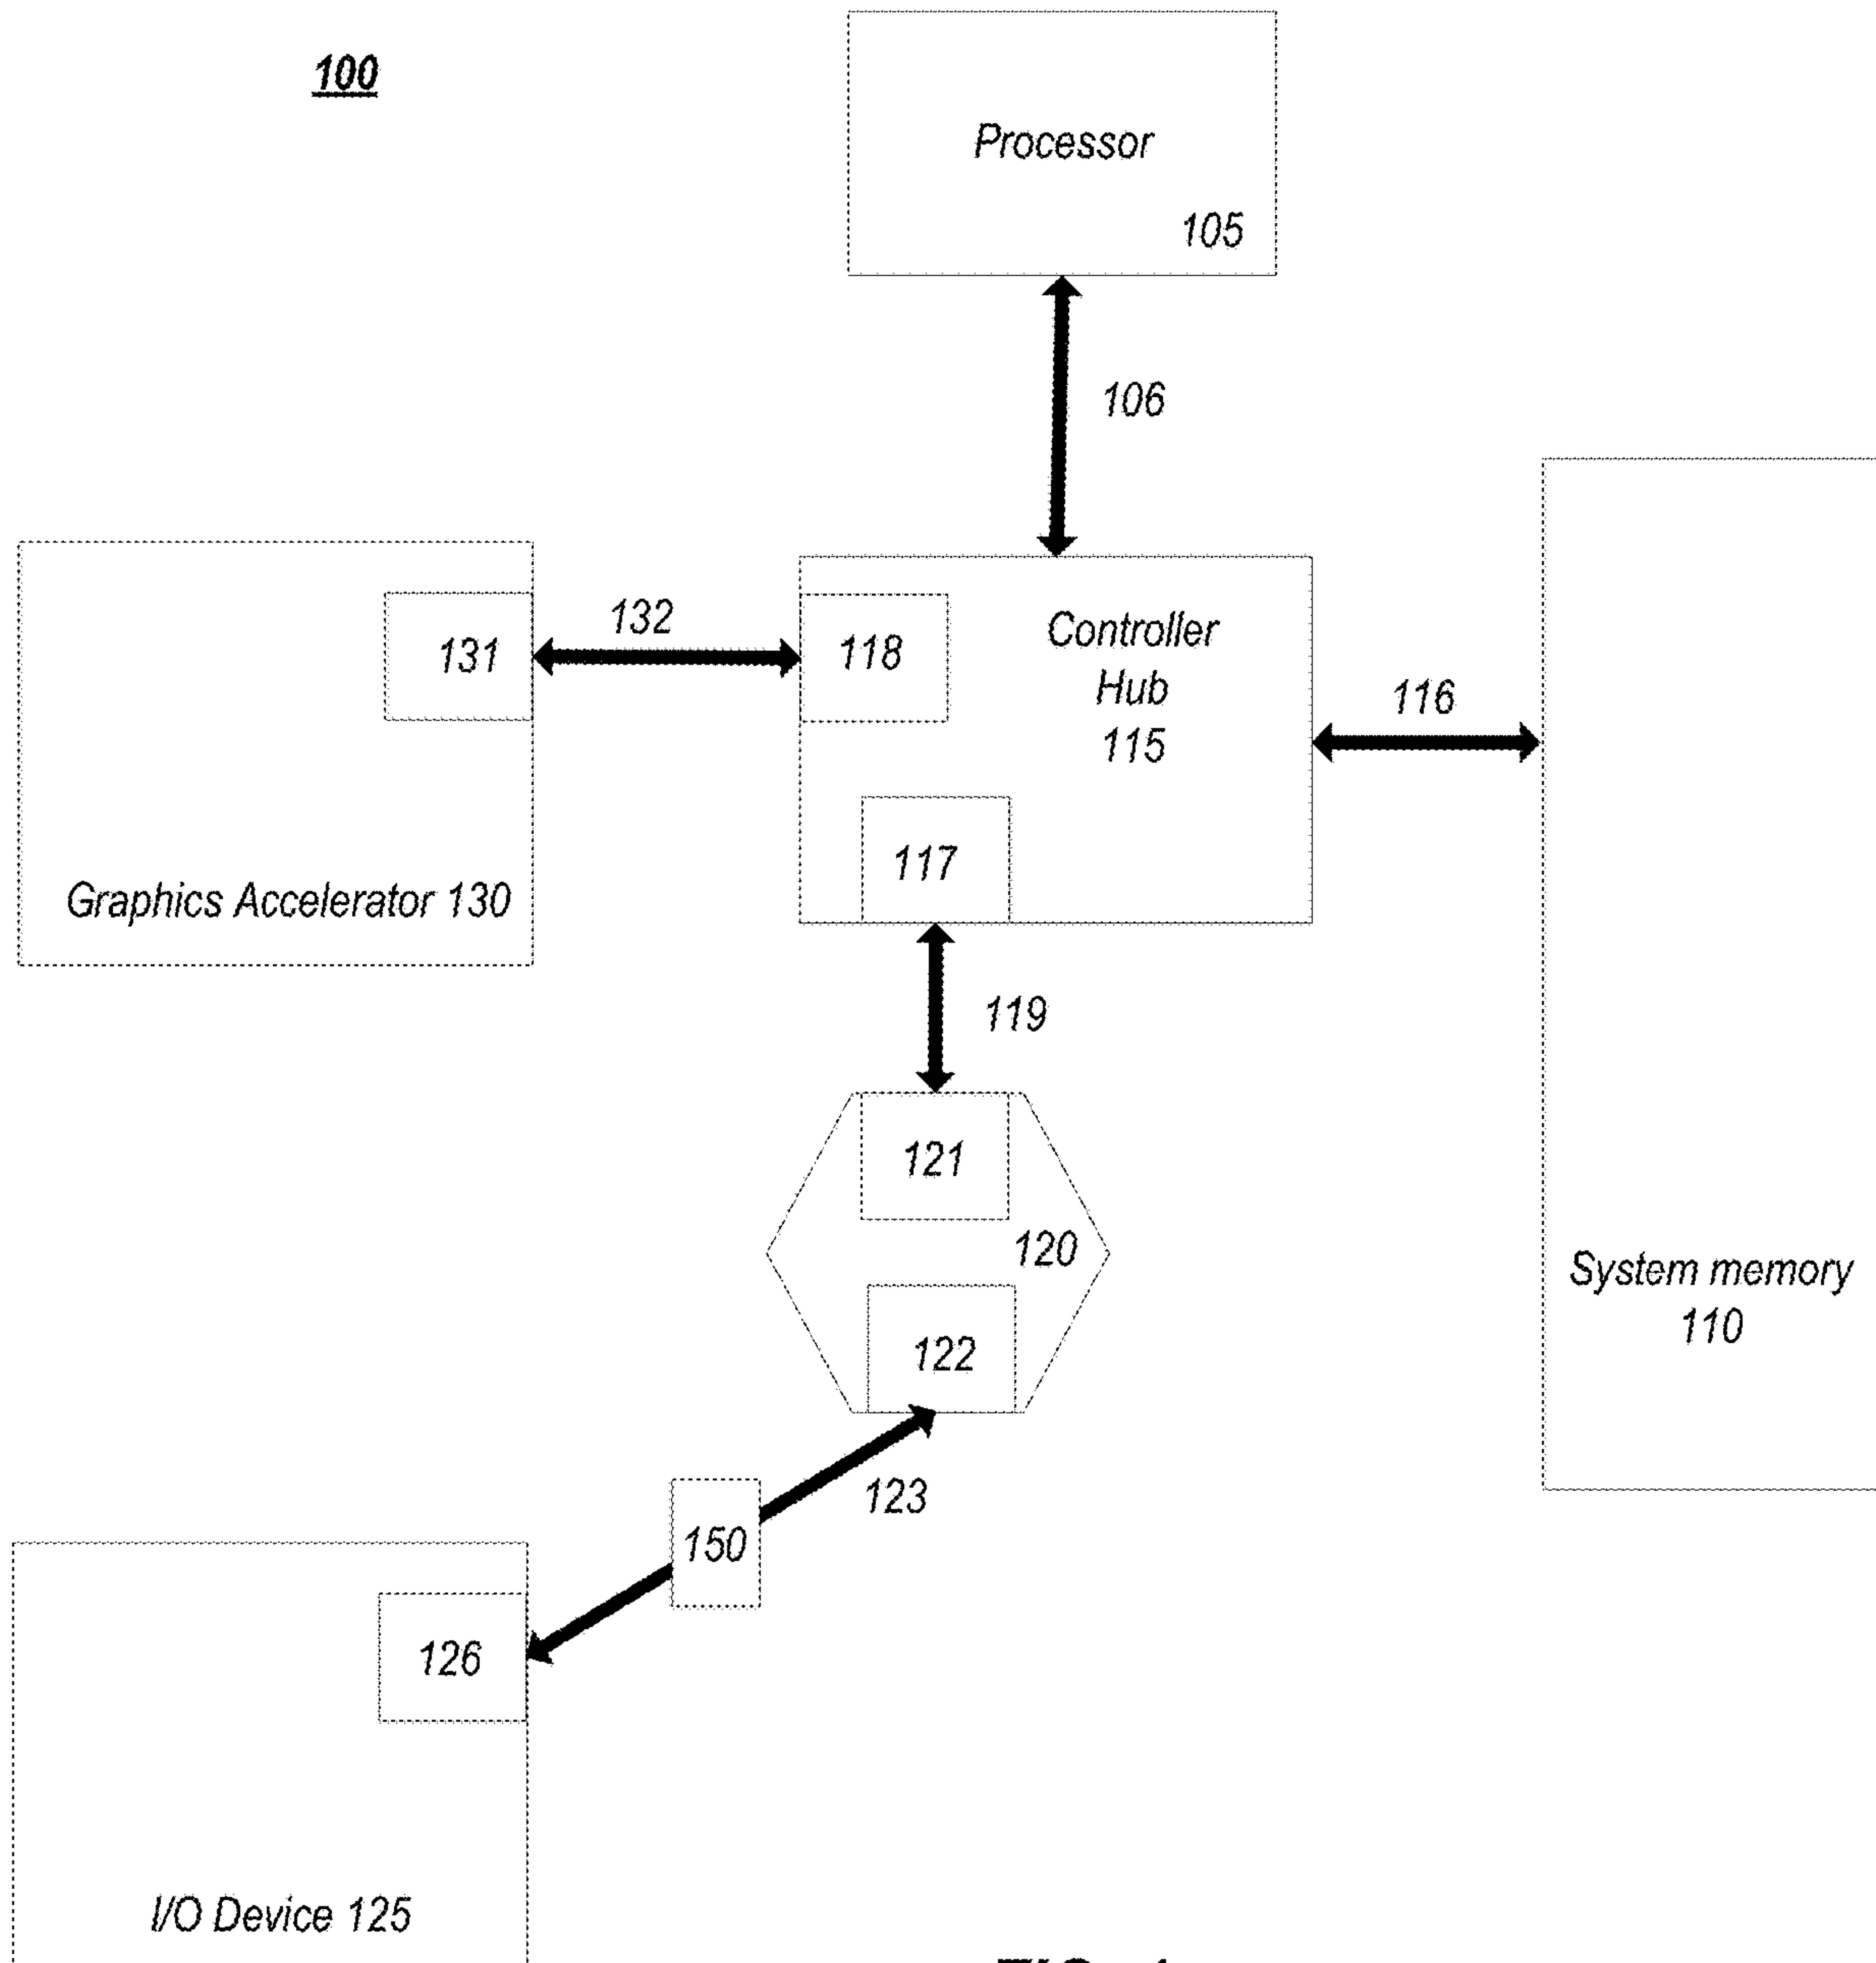 100
Processor
105
106
132
131
118
Controller
Hub
115
116
117
Graphics Accelerator 130
119
121
120
System memory
110
122
123
150
126
I/O Device 125